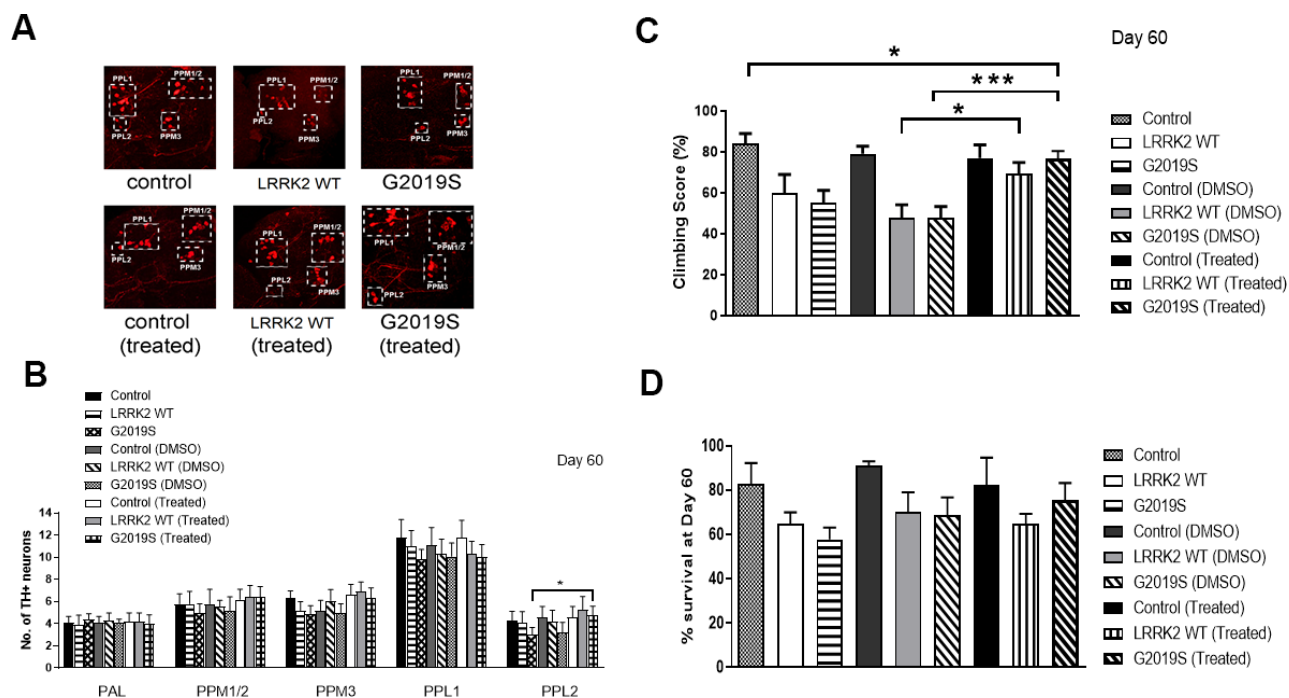 A
PPL1
PPM1/2
PPL2
PPM3
control
PPL1
PPM1/2
PPL2
PPM3
LRRK2 WT
PPL1
PPM1/2
PPL2
PPM3
G2019S
PPL1
PPM1/2
PPL2
PPM3
control
(treated)
PPL1
PPM1/2
PPL2
PPM3
LRRK2 WT
(treated)
PPL1
PPM1/2
PPM3
PPL2
G2019S
(treated)
B
Control
LRRK2 WT
G2019S
Control (DMSO)
LRRK2 WT (DMSO)
G2019S (DMSO)
Control (Treated)
LRRK2 WT (Treated)
G2019S (Treated)
Day 60
No. of TH+ neurons
14
12
10
8
6
4
2
*
PAL
PPM1/2
PPM3
PPL1
PPL2
C
Day 60
*
***
*
Climbing Score (%)
100
80
60
40
20
0
Control
LRRK2 WT
G2019S
Control (DMSO)
LRRK2 WT (DMSO)
G2019S (DMSO)
Control (Treated)
LRRK2 WT (Treated)
G2019S (Treated)
D
% survival at Day 60
100
80
60
40
20
0
Control
LRRK2 WT
G2019S
Control (DMSO)
LRRK2 WT (DMSO)
G2019S (DMSO)
Control (Treated)
LRRK2 WT (Treated)
G2019S (Treated)